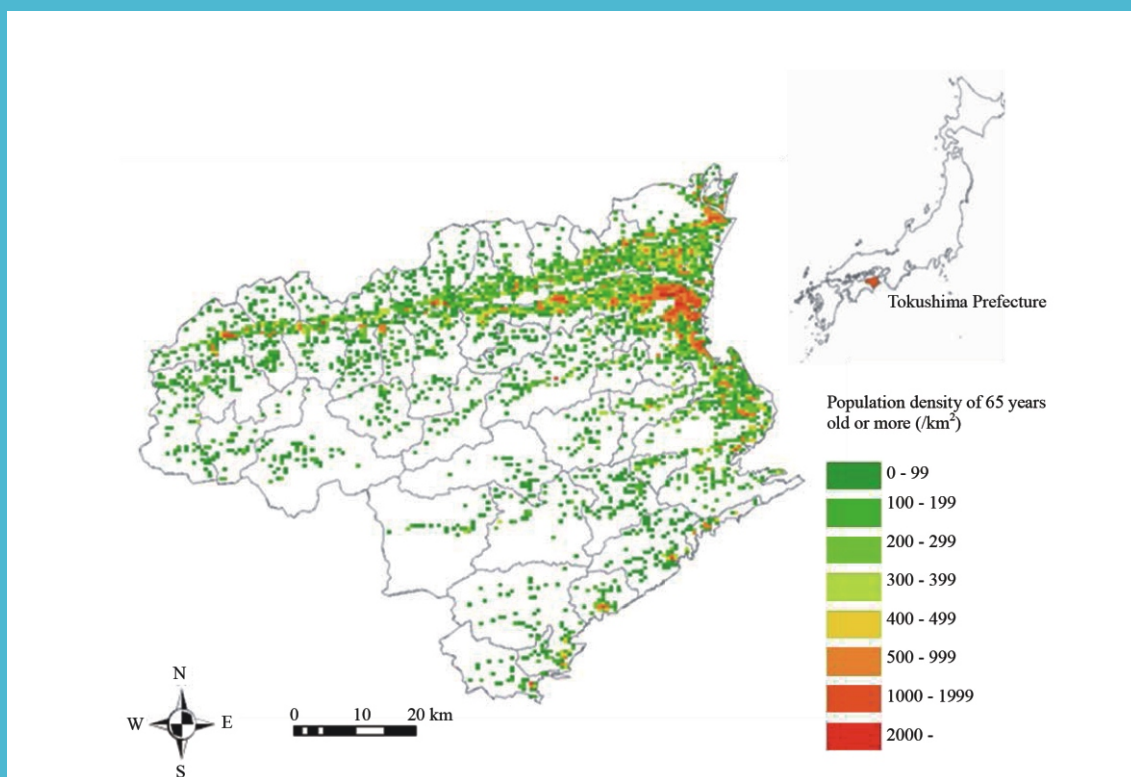 Tokushima Prefecture
Population density of 65 years
old or more (/km²)
0 - 99
100 - 199
200 - 299
300 - 399
400 - 499
500 - 999
1000 - 1999
2000 -
N
W E
S
0 10 20 km